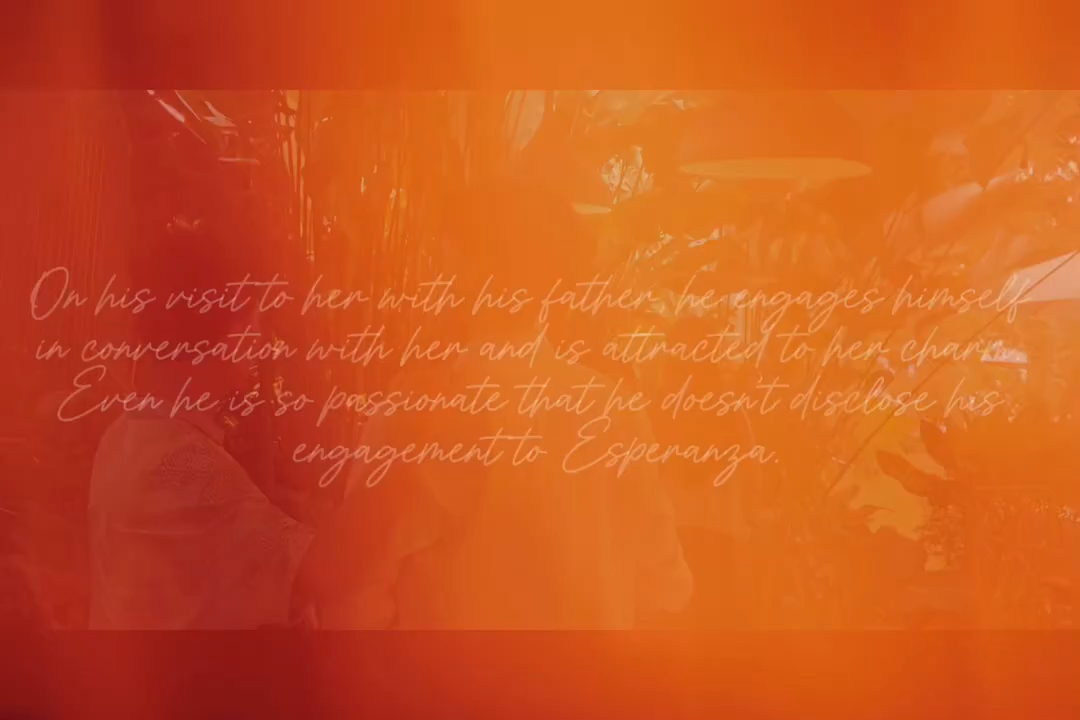 On his visit to her with his father, he engages himself
in conversation with her and is attracted to her charm.
Even he is so passionate that he doesn't disclose his
engagement to Esperanza.